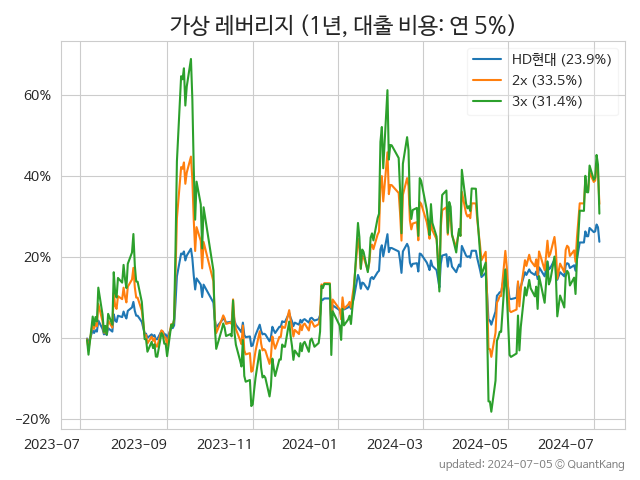 가상 레버리지 (1년, 대출 비용: 연 5%)
HD현대 (23.9%)
2x (33.5%)
3x (31.4%)
60%
40%
20%
0%
−20%
2023-07
2023-09
2023-11
2024-01
2024-03
2024-05
2024-07
updated: 2024-07-05 © QuantKang